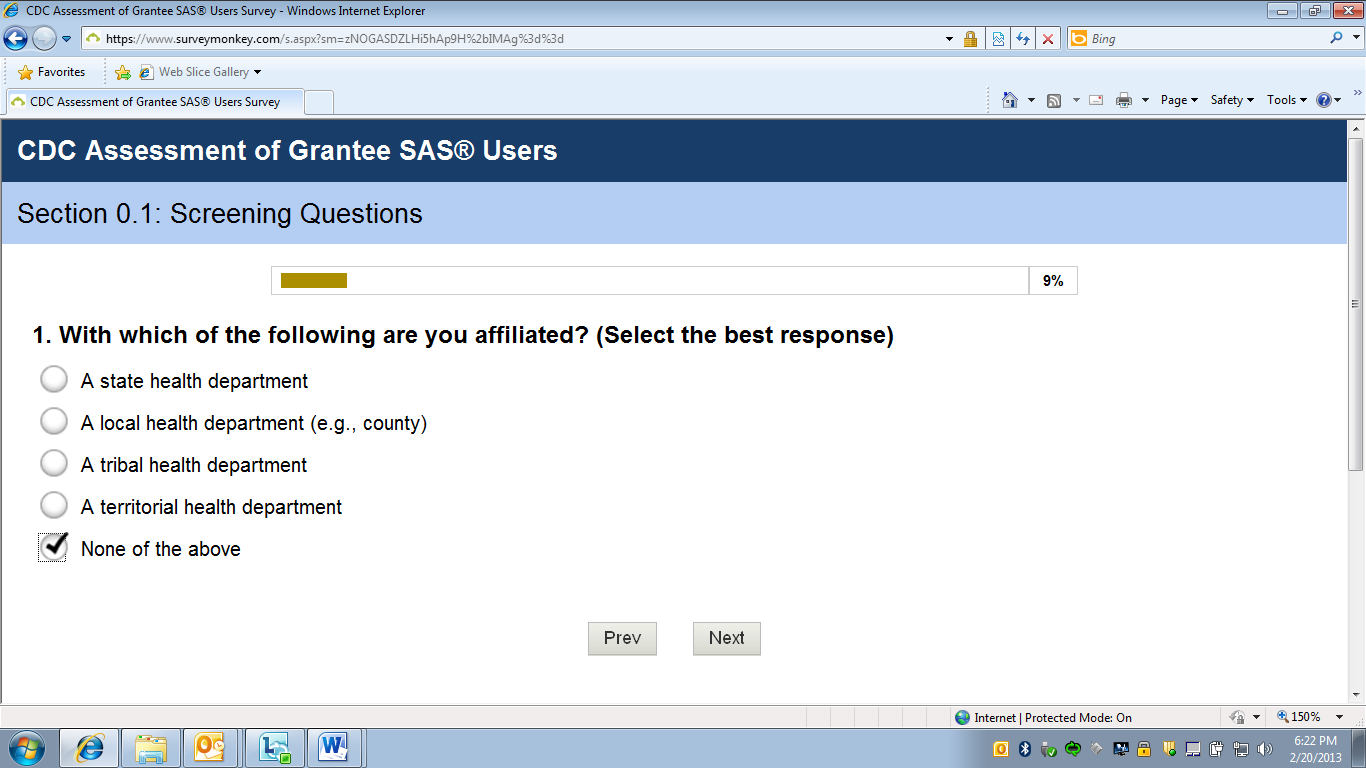 CDC Assessment of Grantee SAS® Users Survey - Windows Internet Explorer
https://www.surveymonkey.com/s.aspx?sm=zNOGASDZLHi5hAp9H%2bIMAg%3d%3d
Bing
Favorites
Web Slice Gallery
CDC Assessment of Grantee SAS® Users Survey
Page
Safety
Tools
CDC Assessment of Grantee SAS® Users
Section 0.1: Screening Questions
9%
1. With which of the following are you affiliated? (Select the best response)
A state health department
A local health department (e.g., county)
A tribal health department
A territorial health department
None of the above
Prev
Next
Internet | Protected Mode: On
150%
6:22 PM
2/20/2013